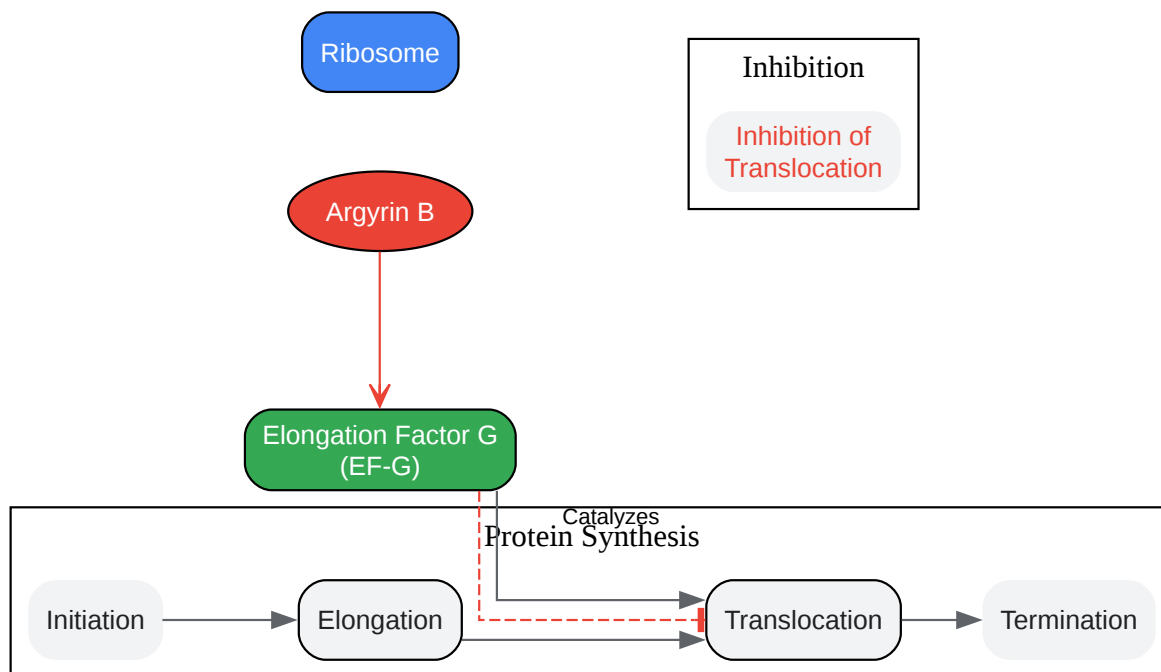 Ribosome
Inhibition
Inhibition of
Translocation
Argyrin B
Elongation Factor G
(EF-G)
Catalyzes
Protein Synthesis
Initiation
Elongation
Translocation
Termination